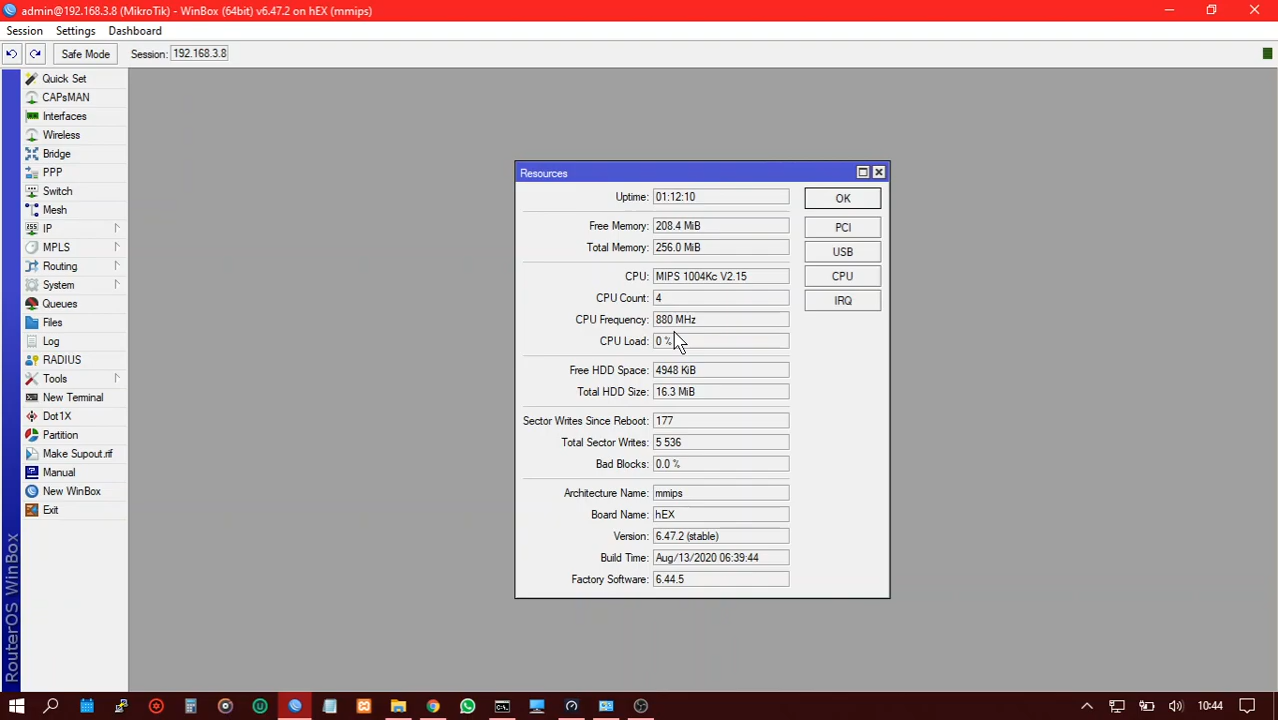 admin@192.168.3.8 (MikroTik) - WinBox (64bit) v6.47.2 on hEX (mmips)
Session Settings Dashboard
Safe Mode Session: 192.168.3.8
Quick Set
CAPsMAN
Interfaces
Wireless
Bridge
PPP
Switch
Mesh
IP
MPLS
Routing
System
Queues
Files
Log
RADIUS
Tools
New Terminal
Dot1X
Partition
Make Supout.rif
Manual
New WinBox
Exit
RouterOS WinBox
Resources
Uptime: 01:12:10
Free Memory: 208.4 MiB
Total Memory: 256.0 MiB
CPU: MIPS 1004Kc V2.15
CPU Count: 4
CPU Frequency: 880 MHz
CPU Load: 0 %
Free HDD Space: 4948 KiB
Total HDD Size: 16.3 MiB
Sector Writes Since Reboot: 177
Total Sector Writes: 5 536
Bad Blocks: 0.0 %
Architecture Name: mmips
Board Name: hEX
Version: 6.47.2 (stable)
Build Time: Aug/13/2020 06:39:44
Factory Software: 6.44.5
OK
PCI
USB
CPU
IRQ
10:44